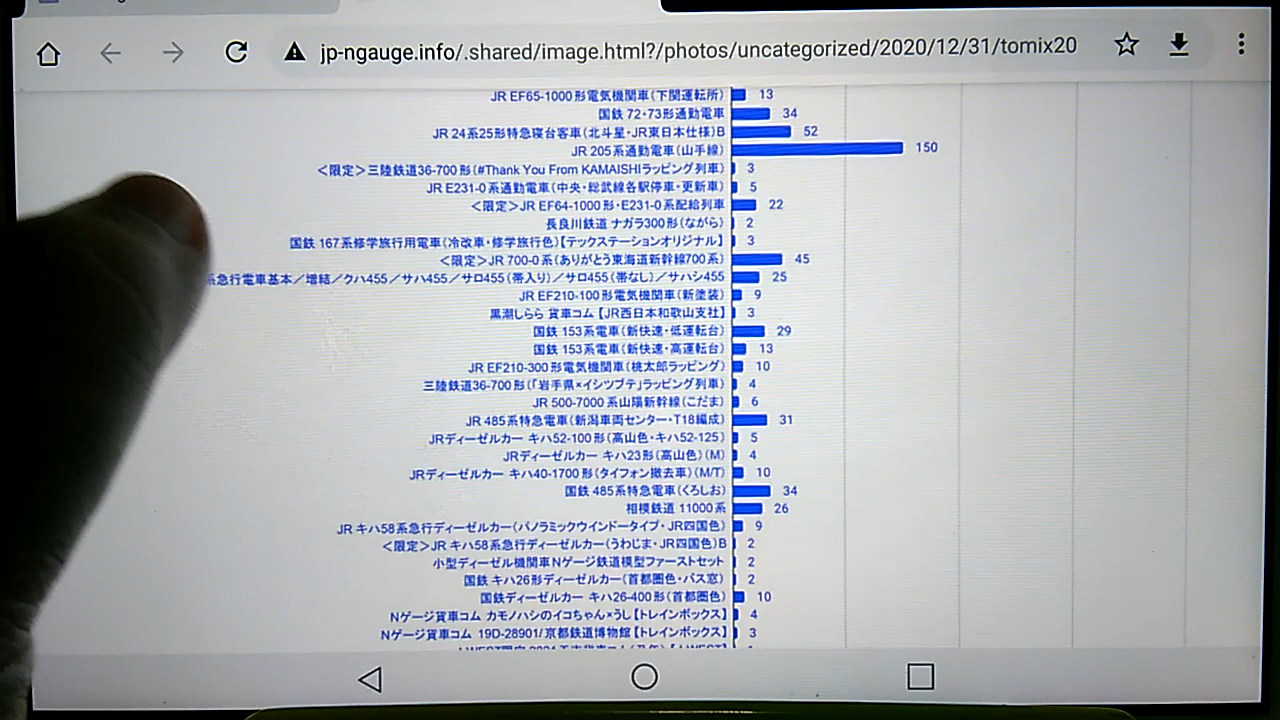 jp-ngauge.info/.shared/image.html?/photos/uncategorized/2020/12/31/tomix20
JR EF65-1000形電気機関車(下関運転所) 13
国鉄 72・73形通勤電車 34
JR 24系25形特急寝台客車(北斗星・JR東日本仕様)B 52
JR 205系通勤電車(山手線) 150
<限定>三陸鉄道36-700形(#Thank You From KAMAISHIラッピング列車) 3
JR E231-0系通勤電車(中央・総武線各駅停車・更新車) 5
<限定>JR EF64-1000形・E231-0系配給列車 22
長良川鉄道 ナガラ300形(ながら) 2
国鉄 167系修学旅行用電車(冷改車・修学旅行色)【テックステーションオリジナル】 3
<限定>JR 700-0系(ありがとう東海道新幹線700系) 45
系急行電車基本/増結/クハ455/サハ455/サロ455(帯入り)/サロ455(帯なし)/サハシ455 25
JR EF210-100形電気機関車(新塗装) 9
黒潮しらら 貨車コム【JR西日本和歌山支社】 3
国鉄 153系電車(新快速・低運転台) 29
国鉄 153系電車(新快速・高運転台) 13
JR EF210-300形電気機関車(桃太郎ラッピング) 10
三陸鉄道36-700形(「岩手県×イシツブテ」ラッピング列車) 4
JR 500-7000系山陽新幹線(こだま) 6
JR 485系特急電車(新潟車両センター・T18編成) 31
JRディーゼルカー キハ52-100形(高山色・キハ52-125) 5
JRディーゼルカー キハ23形(高山色)(M) 4
JRディーゼルカー キハ40-1700形(タイフォン撤去車)(M/T) 10
国鉄 485系特急電車(くろしお) 34
相模鉄道 11000系 26
JR キハ58系急行ディーゼルカー(パノラミックウインドータイプ・JR四国色) 9
<限定>JR キハ58系急行ディーゼルカー(うわじま・JR四国色)B 2
小型ディーゼル機関車Nゲージ鉄道模型ファーストセット 2
国鉄 キハ26形ディーゼルカー(首都圏色・バス窓) 2
国鉄ディーゼルカー キハ26-400形(首都圏色) 10
Nゲージ貨車コム カモノハシのイコちゃん×うし【トレインボックス】 4
Nゲージ貨車コム 19D-28901/京都鉄道博物館【トレインボックス】 3